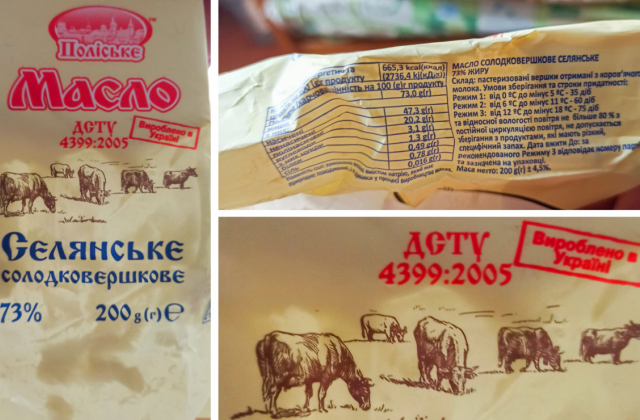 Поліське
Масло
ДСТУ
4399:2005
Вироблено в
Україні
Селянське
солодковершкове
73%
200 g (г) ℮
665,3 kcal(ккал)
(2736,4 kj(кДж))
на 100 (g)г продукту
73,0 g(г)
47,3 g(г)
20,2 g(г)
3,1 g(г)
1,3 g(г)
0,49 g(г)
0,78 g(г)
0,016 g(г)
МАСЛО СОЛОДКОВЕРШКОВЕ СЕЛЯНСЬКЕ
73% ЖИРУ
Склад: пастеризовані вершки отримані з коров'ячого
молока. Умови зберігання та строки придатності:
Режим 1: від 0 ºС до мінус 5 ºС - 35 діб
Режим 2: від 6 ºС до мінус 11 ºС - 60 діб
Режим 3: від 12 ºС до мінус 18 ºС - 75 діб
та відносної вологості повітря не більше 80 % з
постійної циркуляцією повітря, не допускається
зберігання з продуктами, які мають різкий,
специфічний запах. Дата вжити До: за
рекомендованого Режиму 3 відповідає номеру
та зазначена на упаковці.
Маса нетто: 200 g(г) ± 4,5%.
ДСТУ
4399:2005
Вироблено в
Україні